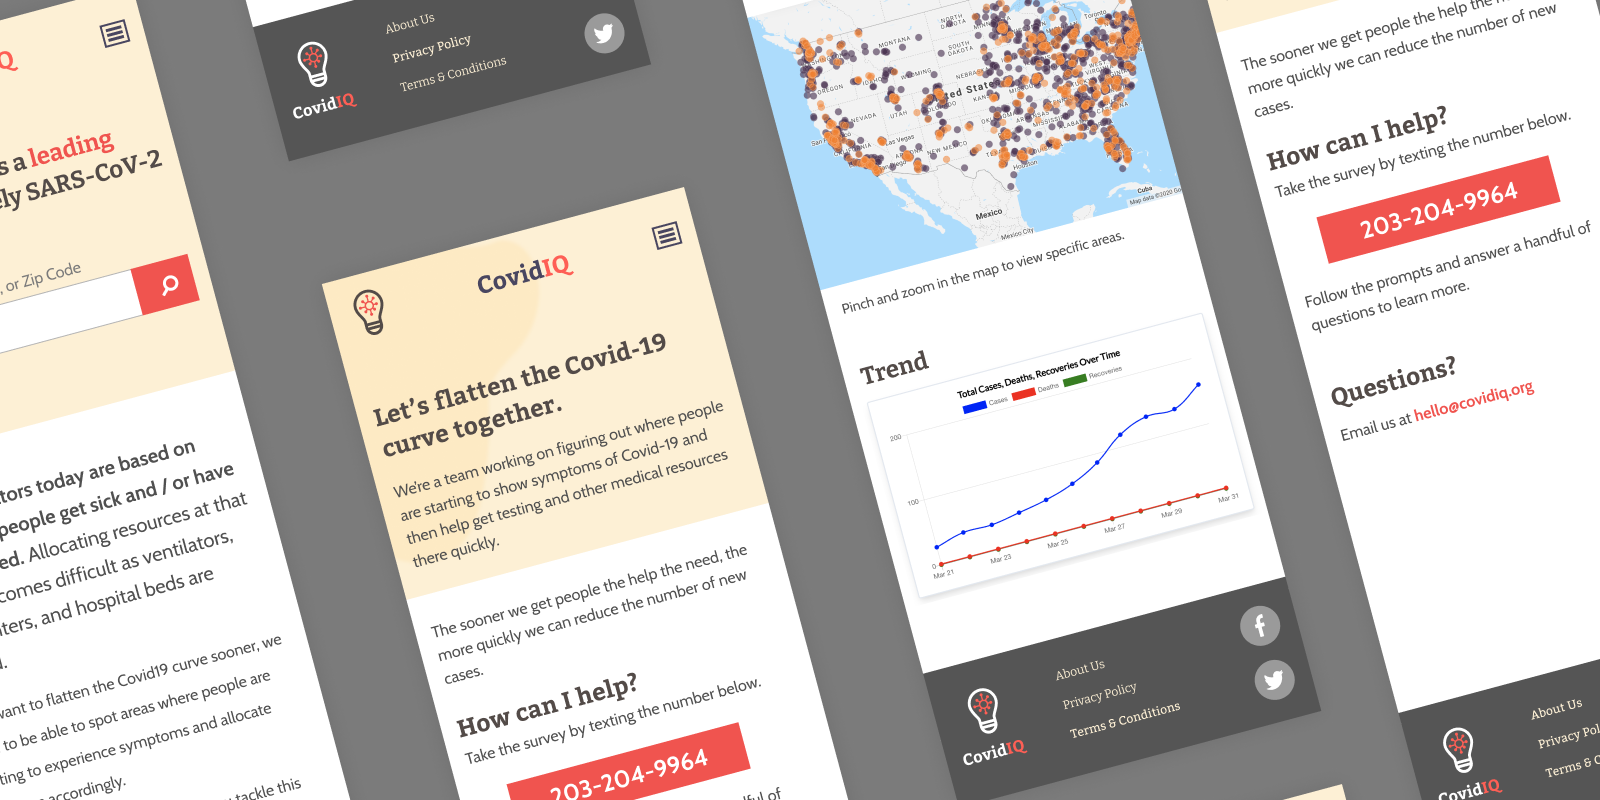 IQ
s a leading
ely SARS-CoV-2
, or Zip Code
tors today are based on
people get sick and / or have
ed. Allocating resources at that
comes difficult as ventilators,
ters, and hospital beds are
want to flatten the Covid19 curve sooner, we
to be able to spot areas where people are
ting to experience symptoms and allocate
accordingly.
tackle this
About Us
Privacy Policy
Terms & Conditions
CovidIQ
CovidIQ
Let's flatten the Covid-19
curve together.
We're a team working on figuring out where people
are starting to show symptoms of Covid-19 and
then help get testing and other medical resources
there quickly.
The sooner we get people the help the need, the
more quickly we can reduce the number of new
cases.
How can I help?
Take the survey by texting the number below.
203-204-9964
ful of
NORTH
DAKOTA
MONTANA
SOUTH
DAKOTA
Toronto
OREGON
IDAHO
WYOMING
NEBRA
NEVADA
UTAH
ted States
Las Vegas
NEW MEXICO
Houston
Mexico
Mexico City
Cuba
Map data ©2020 Go
Pinch and zoom in the map to view specific areas.
Trend
Total Cases, Deaths, Recoveries Over Time
Cases Deaths Recoveries
200
100
0
Mar 21 Mar 23 Mar 25 Mar 27 Mar 29 Mar 31
About Us
Privacy Policy
Terms & Conditions
CovidIQ
The sooner we get people the help the
more quickly we can reduce the number of new
cases.
How can I help?
Take the survey by texting the number below.
203-204-9964
Follow the prompts and answer a handful of
questions to learn more.
Questions?
Email us at hello@covidiq.org
About Us
Privacy Pol
Terms & C
CovidIQ